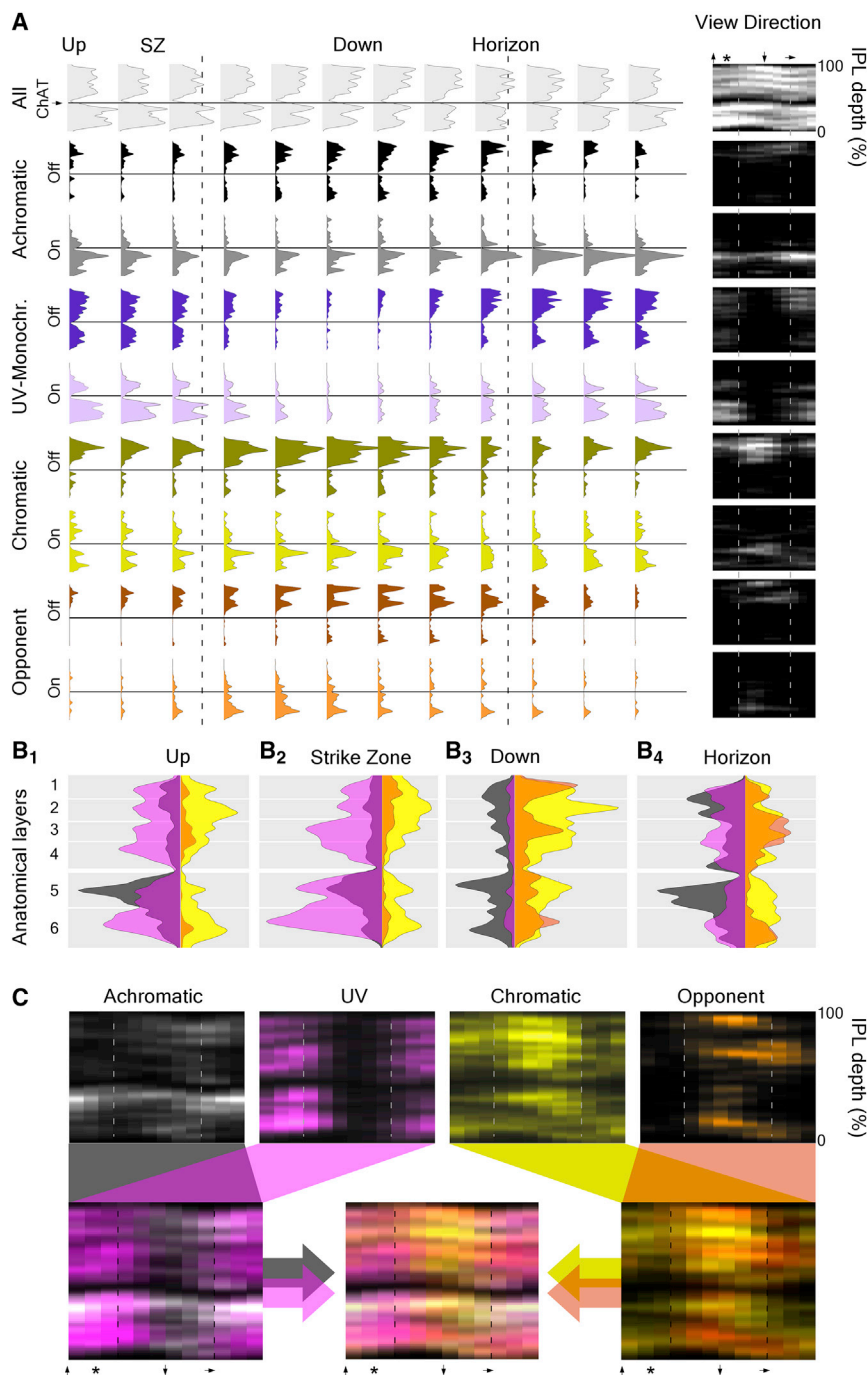 A
Up SZ Down Horizon View Direction
↑ * ↓ →
All
ChAT
100
0
IPL depth (%)
Achromatic
Off
On
UV-Monochr.
Off
On
Chromatic
Off
On
Opponent
Off
On
B1 Up B2 Strike Zone B3 Down B4 Horizon
Anatomical layers
1
2
3
4
5
6
C
Achromatic UV Chromatic Opponent
100
0
IPL depth (%)
↑ * ↓ → ↑ * ↓ → ↑ * ↓ →